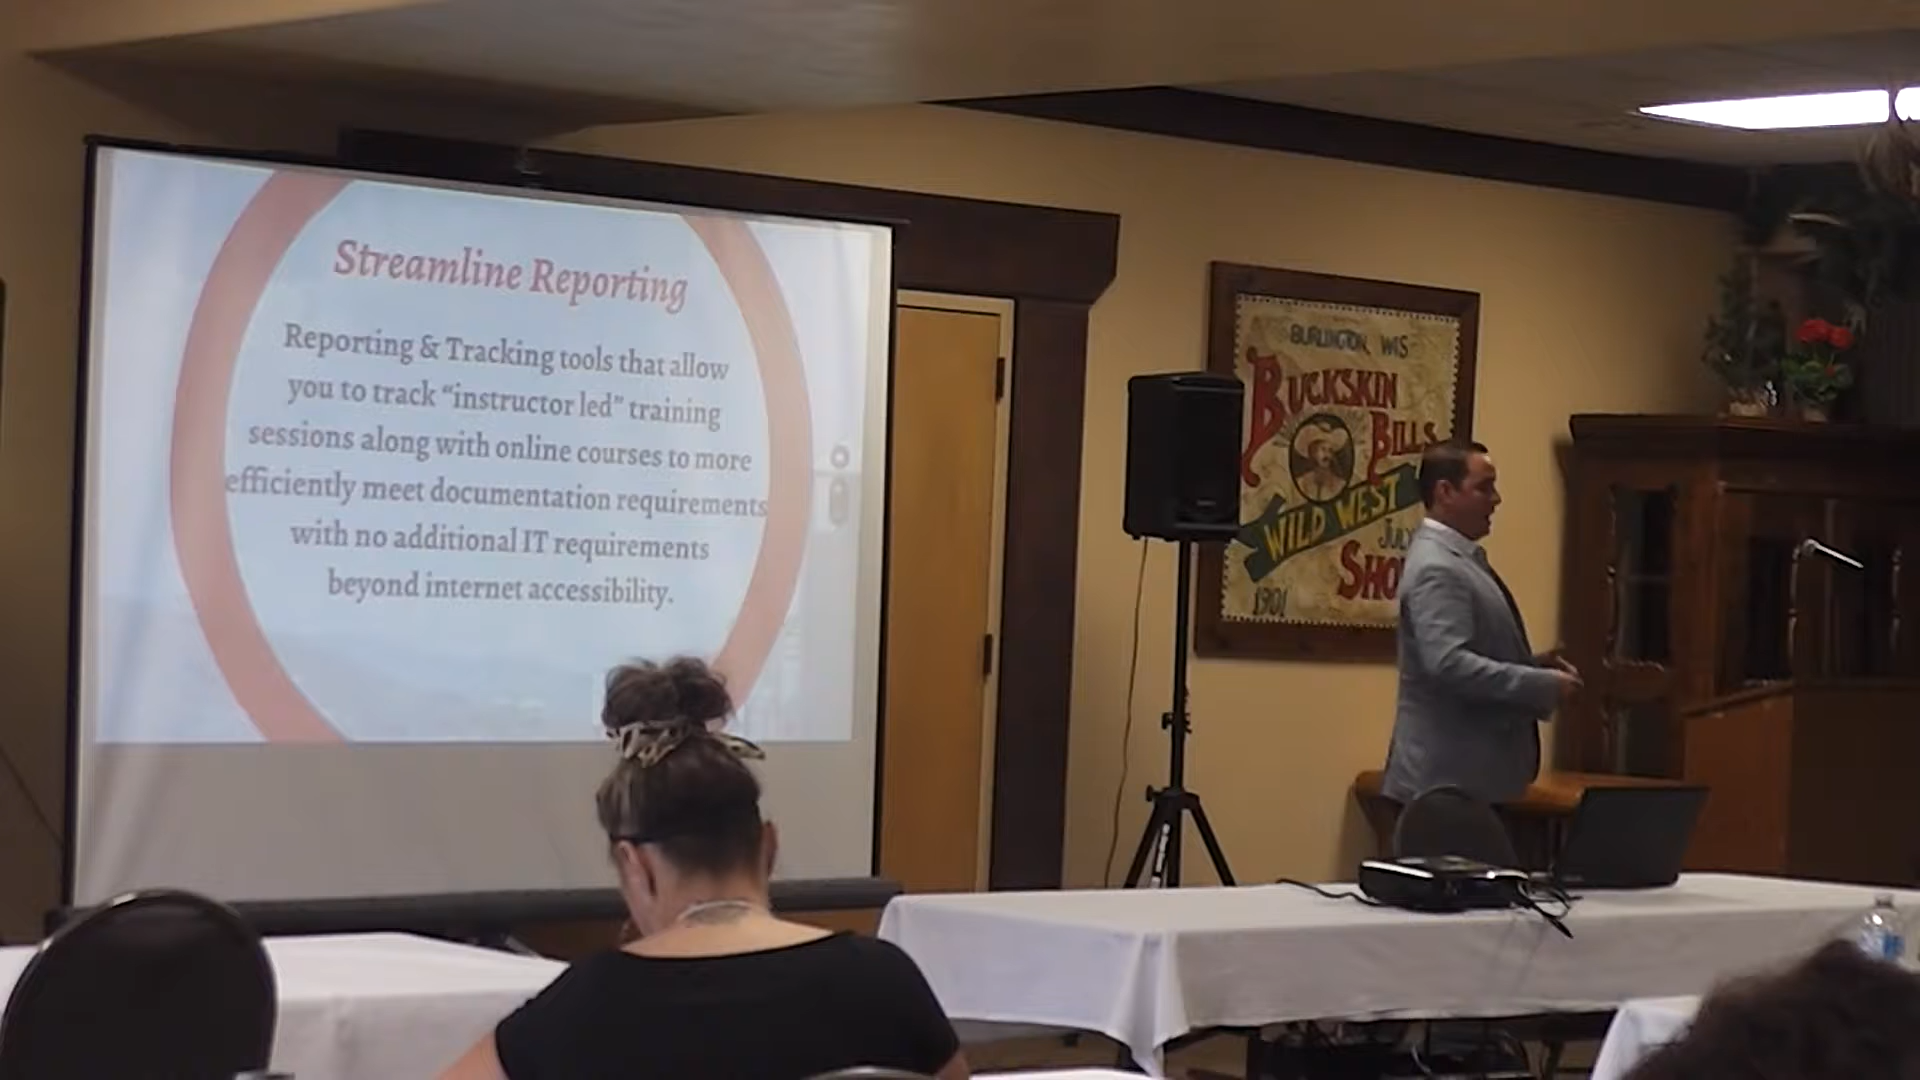 Streamline Reporting
Reporting & Tracking tools that allow
you to track “instructor led” training
sessions along with online courses to more
efficiently meet documentation requirements
with no additional IT requirements
beyond internet accessibility.
BURLINGTON, WIS
BUCKSKIN
BILLS
WILD WEST
JULY
SHO
1901